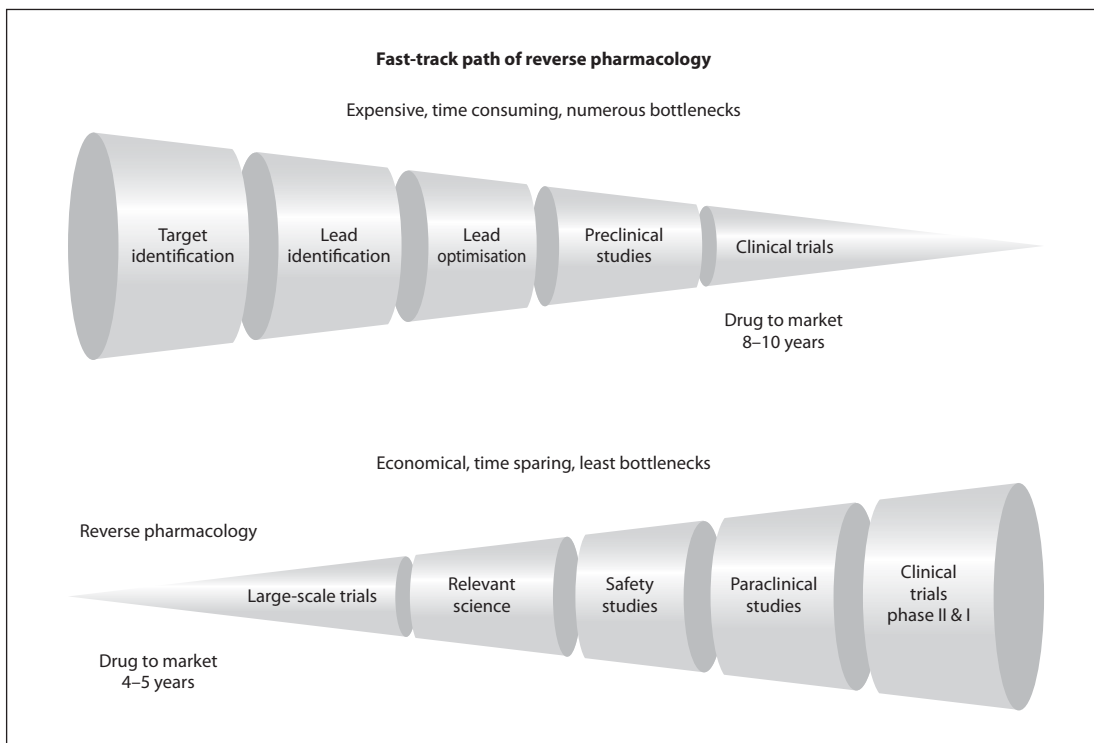 Fast-track path of reverse pharmacology
Expensive, time consuming, numerous bottlenecks
Target
identification
Lead
identification
Lead
optimisation
Preclinical
studies
Clinical trials
Drug to market
8–10 years
Economical, time sparing, least bottlenecks
Reverse pharmacology
Large-scale trials
Relevant
science
Safety
studies
Paraclinical
studies
Clinical
trials
phase II & I
Drug to market
4–5 years